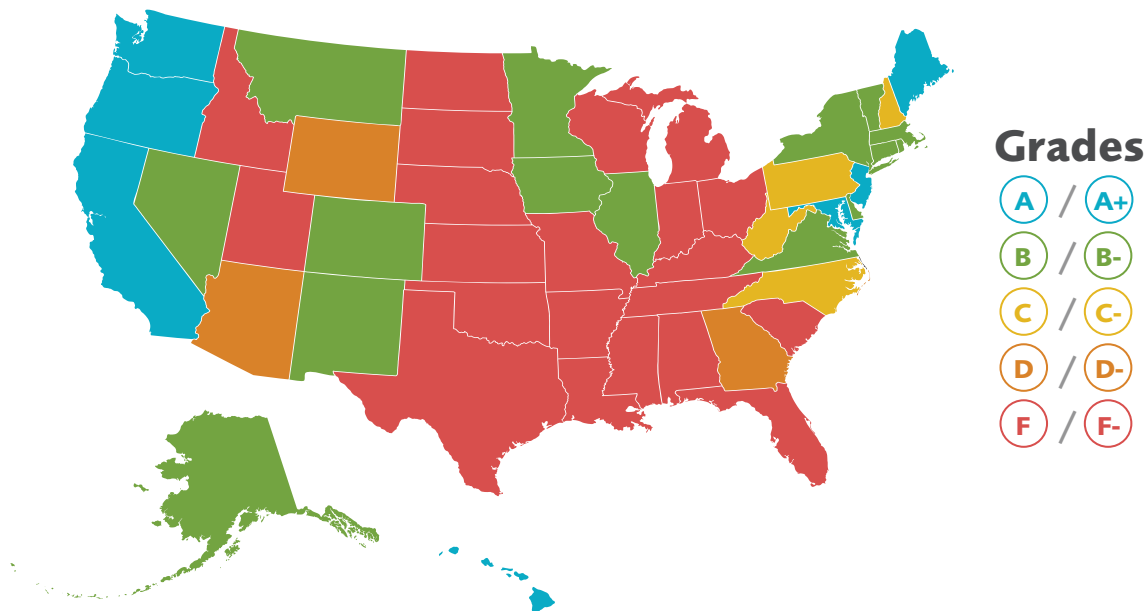 Grades
A / A+
B / B-
C / C-
D / D-
F / F-